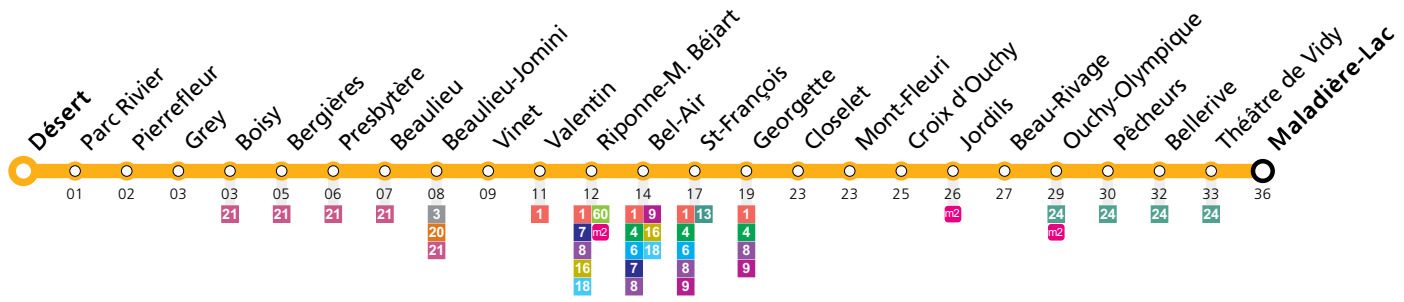 Désert
Parc Rivier
Pierrefleur
Grey
Boisy
Bergières
Presbytère
Beaulieu
Beaulieu-Jomini
Vinet
Valentin
Riponne-M. Béjart
Bel-Air
St-François
Georgette
Closelet
Mont-Fleuri
Croix d'Ouchy
Jordils
Beau-Rivage
Ouchy-Olympique
Pêcheurs
Bellerive
Théâtre de Vidy
Maladière-Lac
01 02 03 03 05 06 07 08 09 11 12 14 17 19 23 23 25 26 27 29 30 32 33 36
21 21 21 21 3 1 1 60 1 9 1 13 1 m2 24 24 24 24
20 7 m2 4 16 4 4 m2
21 8 6 18 6 8
16 7 8 9
18 8 9